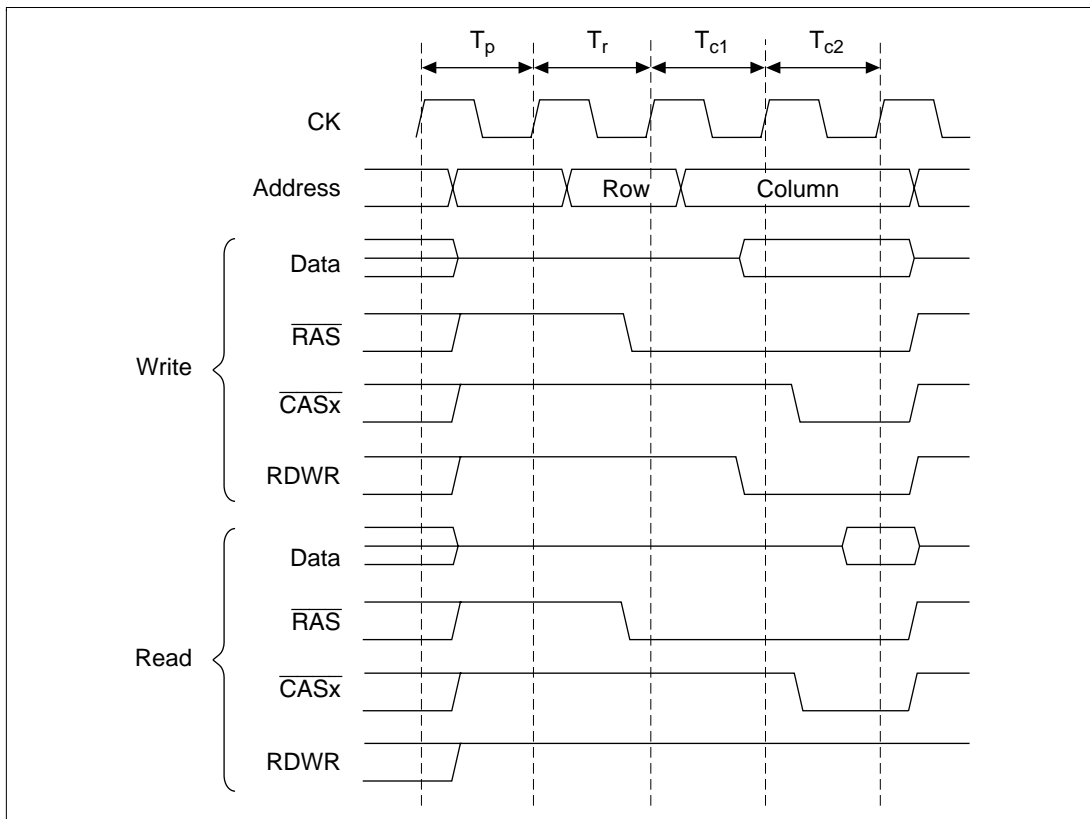 Tp Tr Tc1 Tc2
CK
Address Row Column
Data
RAS
Write
CASx
RDWR
Data
RAS
Read
CASx
RDWR